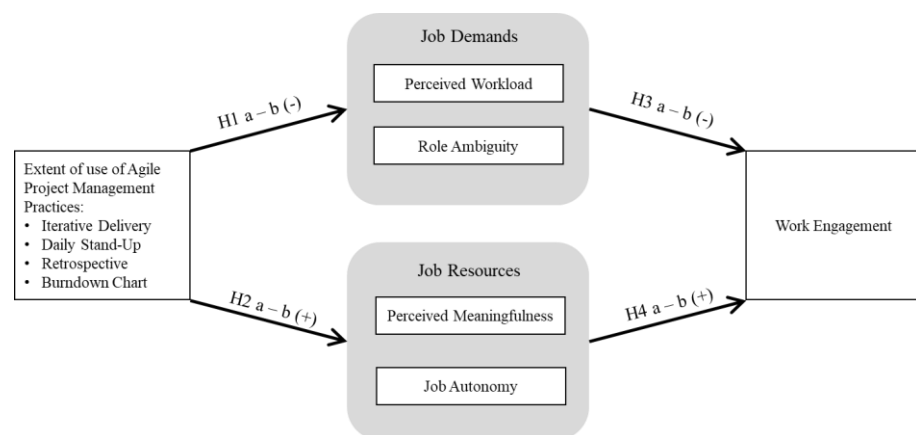 Job Demands
Perceived Workload
Role Ambiguity
H1 a – b (-)
H3 a – b (-)
Extent of use of Agile
Project Management
Practices:
• Iterative Delivery
• Daily Stand-Up
• Retrospective
• Burndown Chart
Work Engagement
H2 a – b (+)
H4 a – b (+)
Job Resources
Perceived Meaningfulness
Job Autonomy